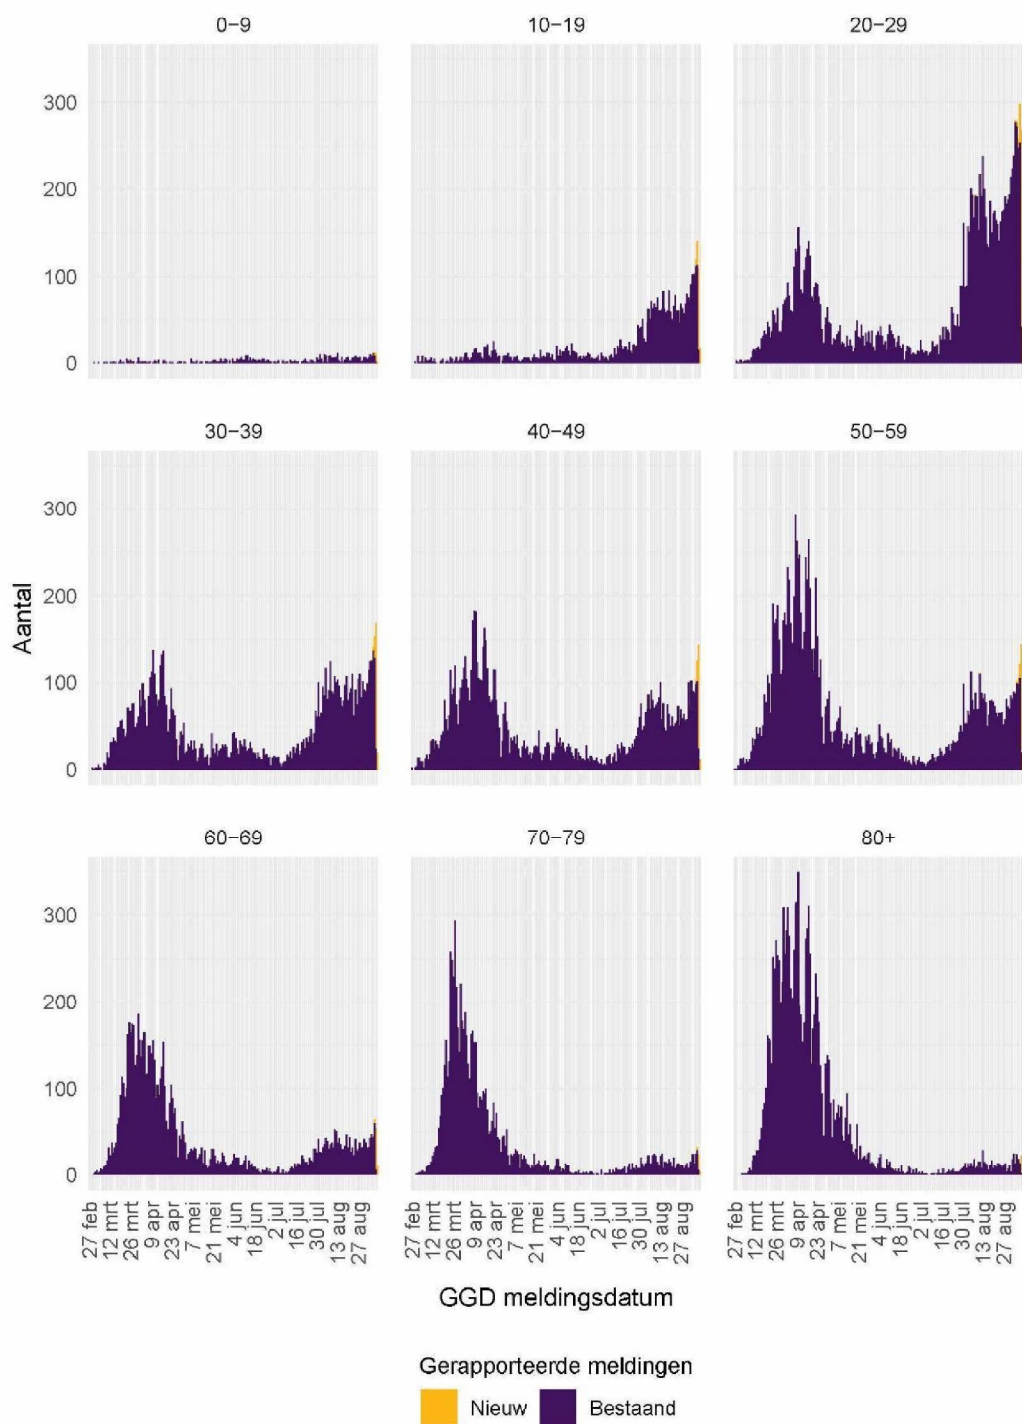 0-9 10-19 20-29
300
200
100
0
30-39 40-49 50-59
300
200
100
0
Aantal
60-69 70-79 80+
300
200
100
0
27 feb 12 mrt 26 mrt 9 apr 23 apr 7 mei 21 mei 4 jun 18 jun 2 jul 16 jul 30 jul 13 aug 27 aug 27 feb 12 mrt 26 mrt 9 apr 23 apr 7 mei 21 mei 4 jun 18 jun 2 jul 16 jul 30 jul 13 aug 27 aug 27 feb 12 mrt 26 mrt 9 apr 23 apr 7 mei 21 mei 4 jun 18 jun 2 jul 16 jul 30 jul 13 aug 27 aug
GGD meldingsdatum
Gerapporteerde meldingen
Nieuw Bestaand